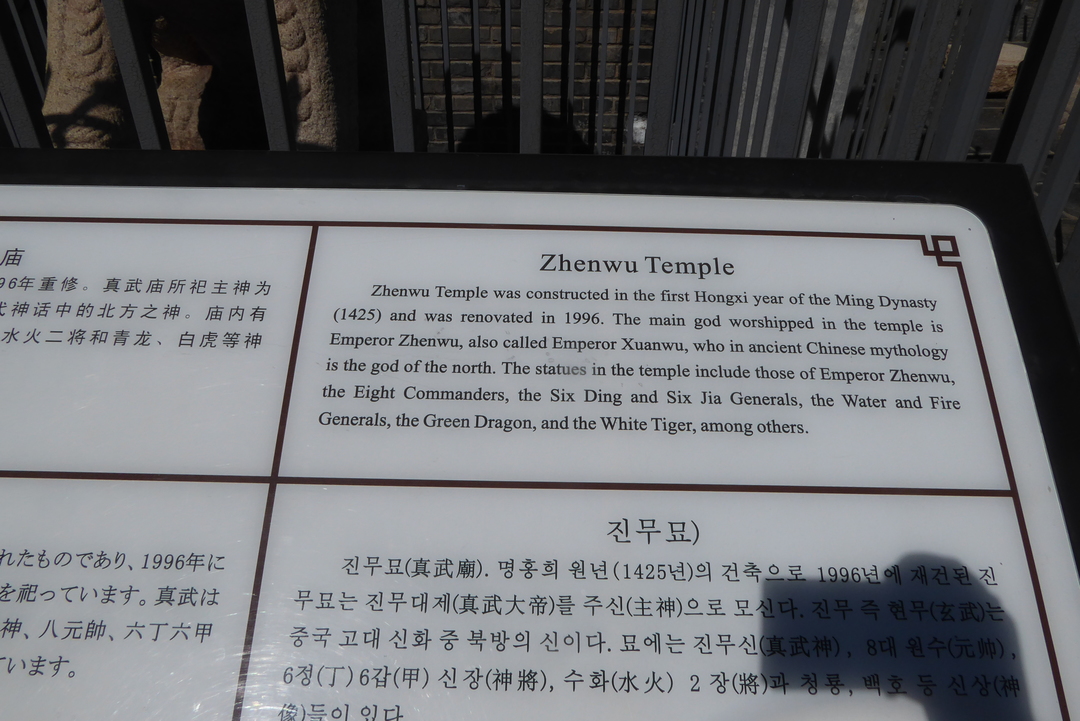 庙
96年重修。真武庙所祀主神为
神话中的北方之神。庙内有
水火二将和青龙、白虎等神
Zhenwu Temple
Zhenwu Temple was constructed in the first Hongxi year of the Ming Dynasty
(1425) and was renovated in 1996. The main god worshipped in the temple is
Emperor Zhenwu, also called Emperor Xuanwu, who in ancient Chinese mythology
is the god of the north. The statues in the temple include those of Emperor Zhenwu,
the Eight Commanders, the Six Ding and Six Jia Generals, the Water and Fire
Generals, the Green Dragon, and the White Tiger, among others.
れたものであり、1996年に
を祀っています。真武は
神、八元帥、六丁六甲
ています。
진무묘)
진무묘(真武廟). 명홍희 원년(1425년)의 건축으로 1996년에 재건된 진
무묘는 진무대제(真武大帝)를 주신(主神)으로 모신다. 진무 즉 현무(玄武)는
중국 고대 신화 중 북방의 신이다. 묘에는 진무신(真武神), 8대 원수(元帅),
6정(丁)6갑(甲) 신장(神將), 수화(水火) 2 장(將)과 청룡, 백호 등 신상(神
像)들이 있다